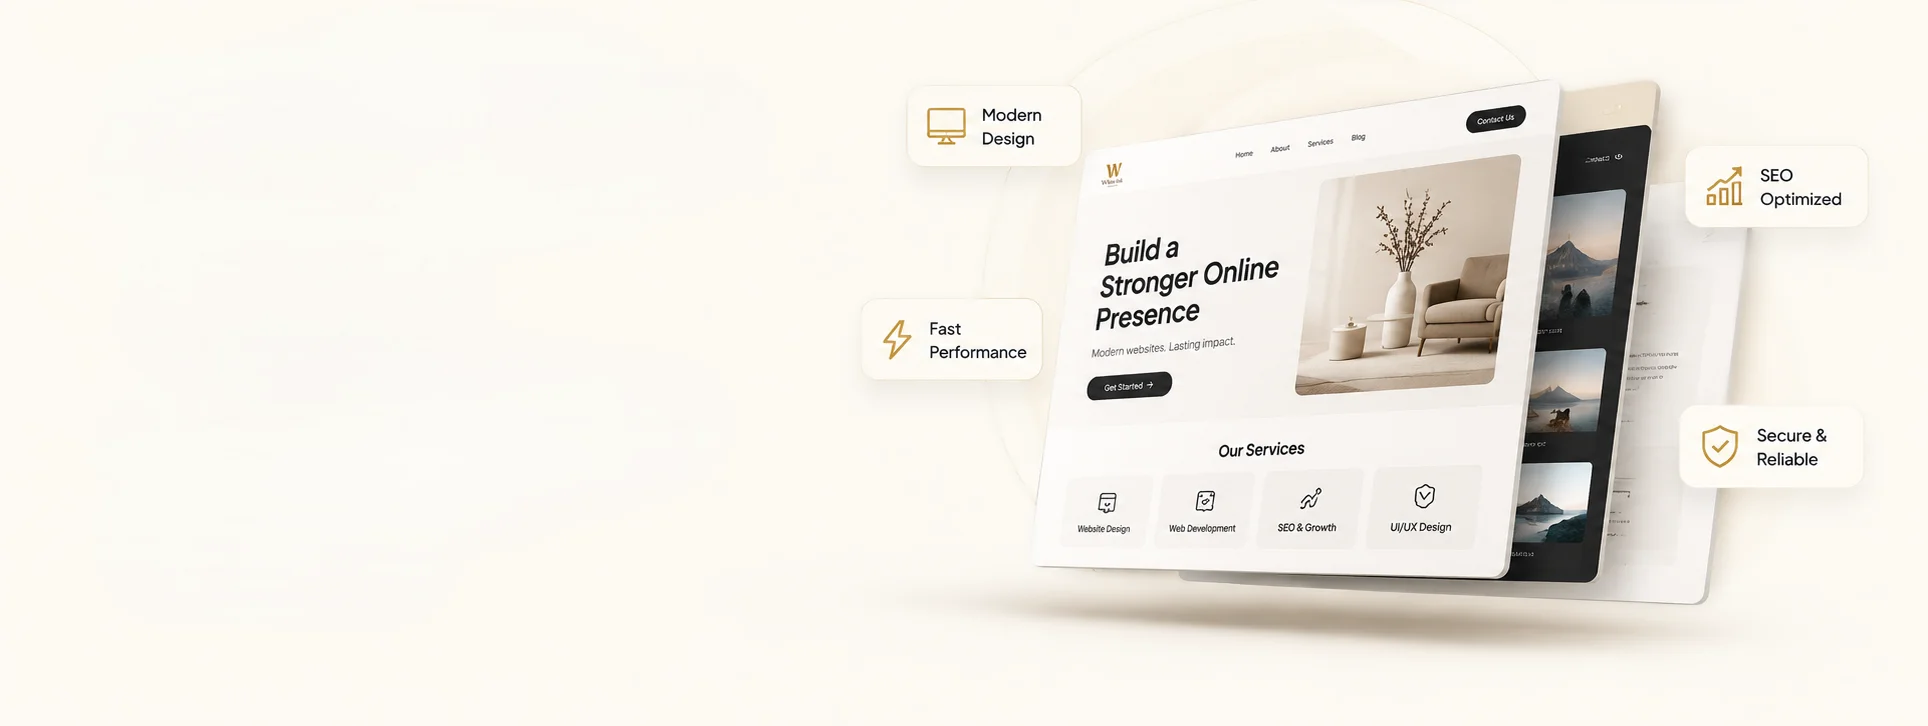 Modern
Design
Fast
Performance
SEO
Optimized
Secure &
Reliable
W
Home About Services Blog
Contact Us
Build a
Stronger Online
Presence
Modern websites. Lasting impact.
Get Started →
Our Services
Website Design Web Development SEO & Growth UI/UX Design